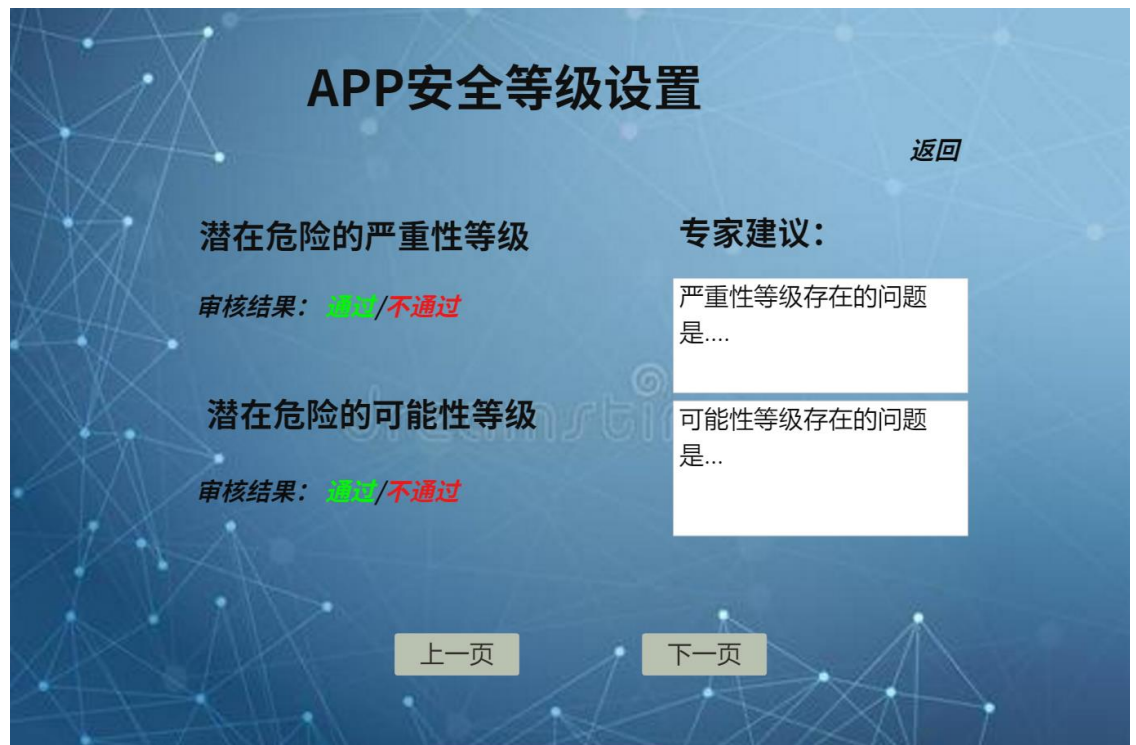 APP安全等级设置
返回
潜在危险的严重性等级
专家建议：
审核结果： 通过/不通过
严重性等级存在的问题
是....
潜在危险的可能性等级
可能性等级存在的问题
是...
审核结果： 通过/不通过
上一页
下一页